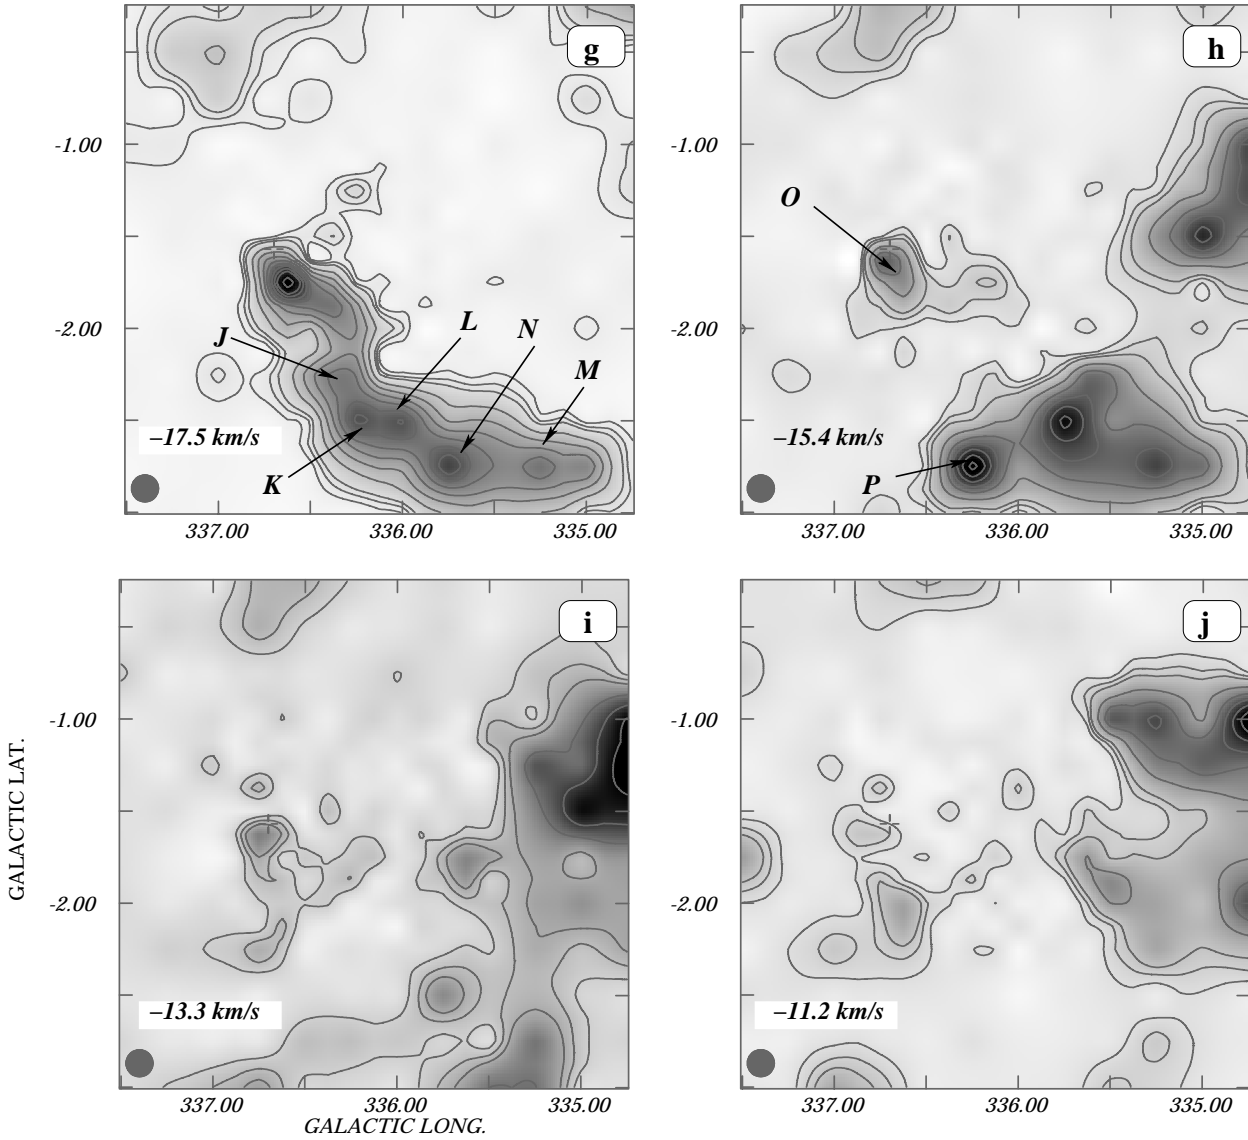 g
h
-1.00
-1.00
O
-2.00
-2.00
J
L
N
M
−17.5 km/s
−15.4 km/s
K
P
337.00
336.00
335.00
337.00
336.00
335.00
i
j
-1.00
-1.00
GALACTIC LAT.
-2.00
-2.00
−13.3 km/s
−11.2 km/s
337.00
336.00
335.00
337.00
336.00
335.00
GALACTIC LONG.